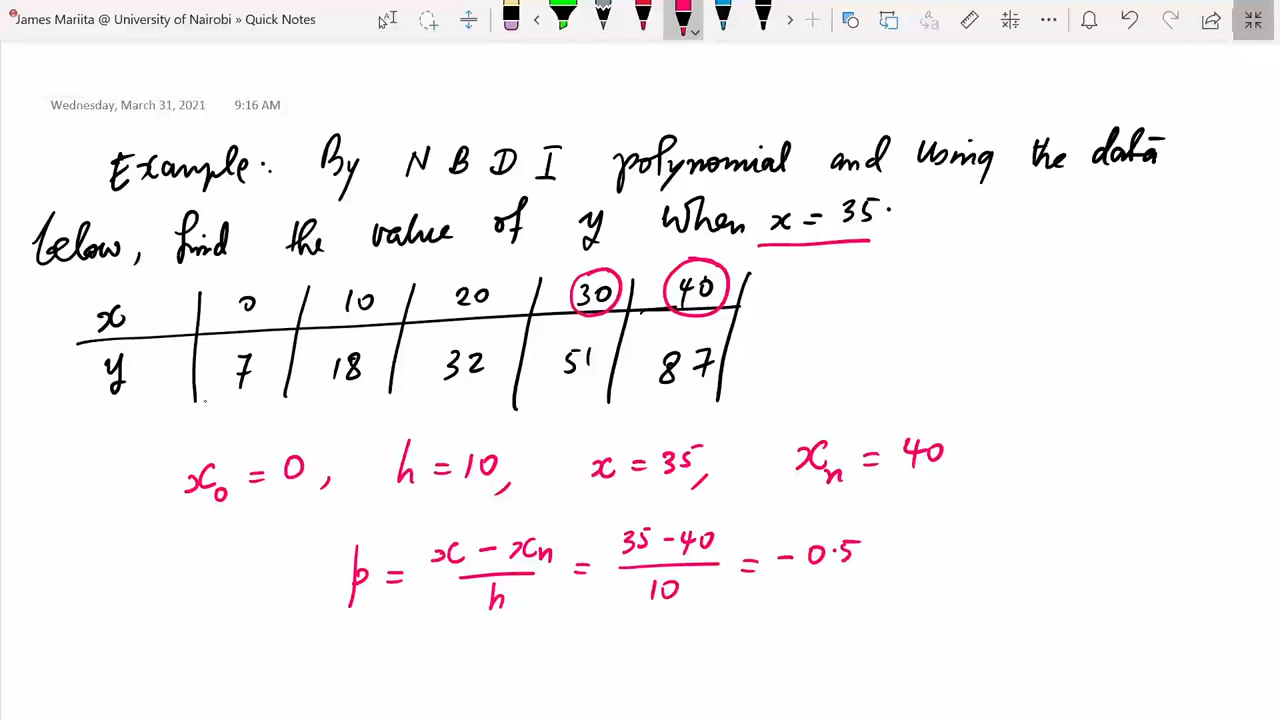 James Mariita @ University of Nairobi » Quick Notes
Wednesday, March 31, 2021 9:16 AM
Example: By N B D I polynomial and using the data
below, find the value of y when x = 35.
x 0 10 20 30 40
y 7 18 32 51 87
x₀ = 0, h = 10, x = 35, xₙ = 40
p = (x - xₙ)/h = (35 - 40)/10 = -0.5